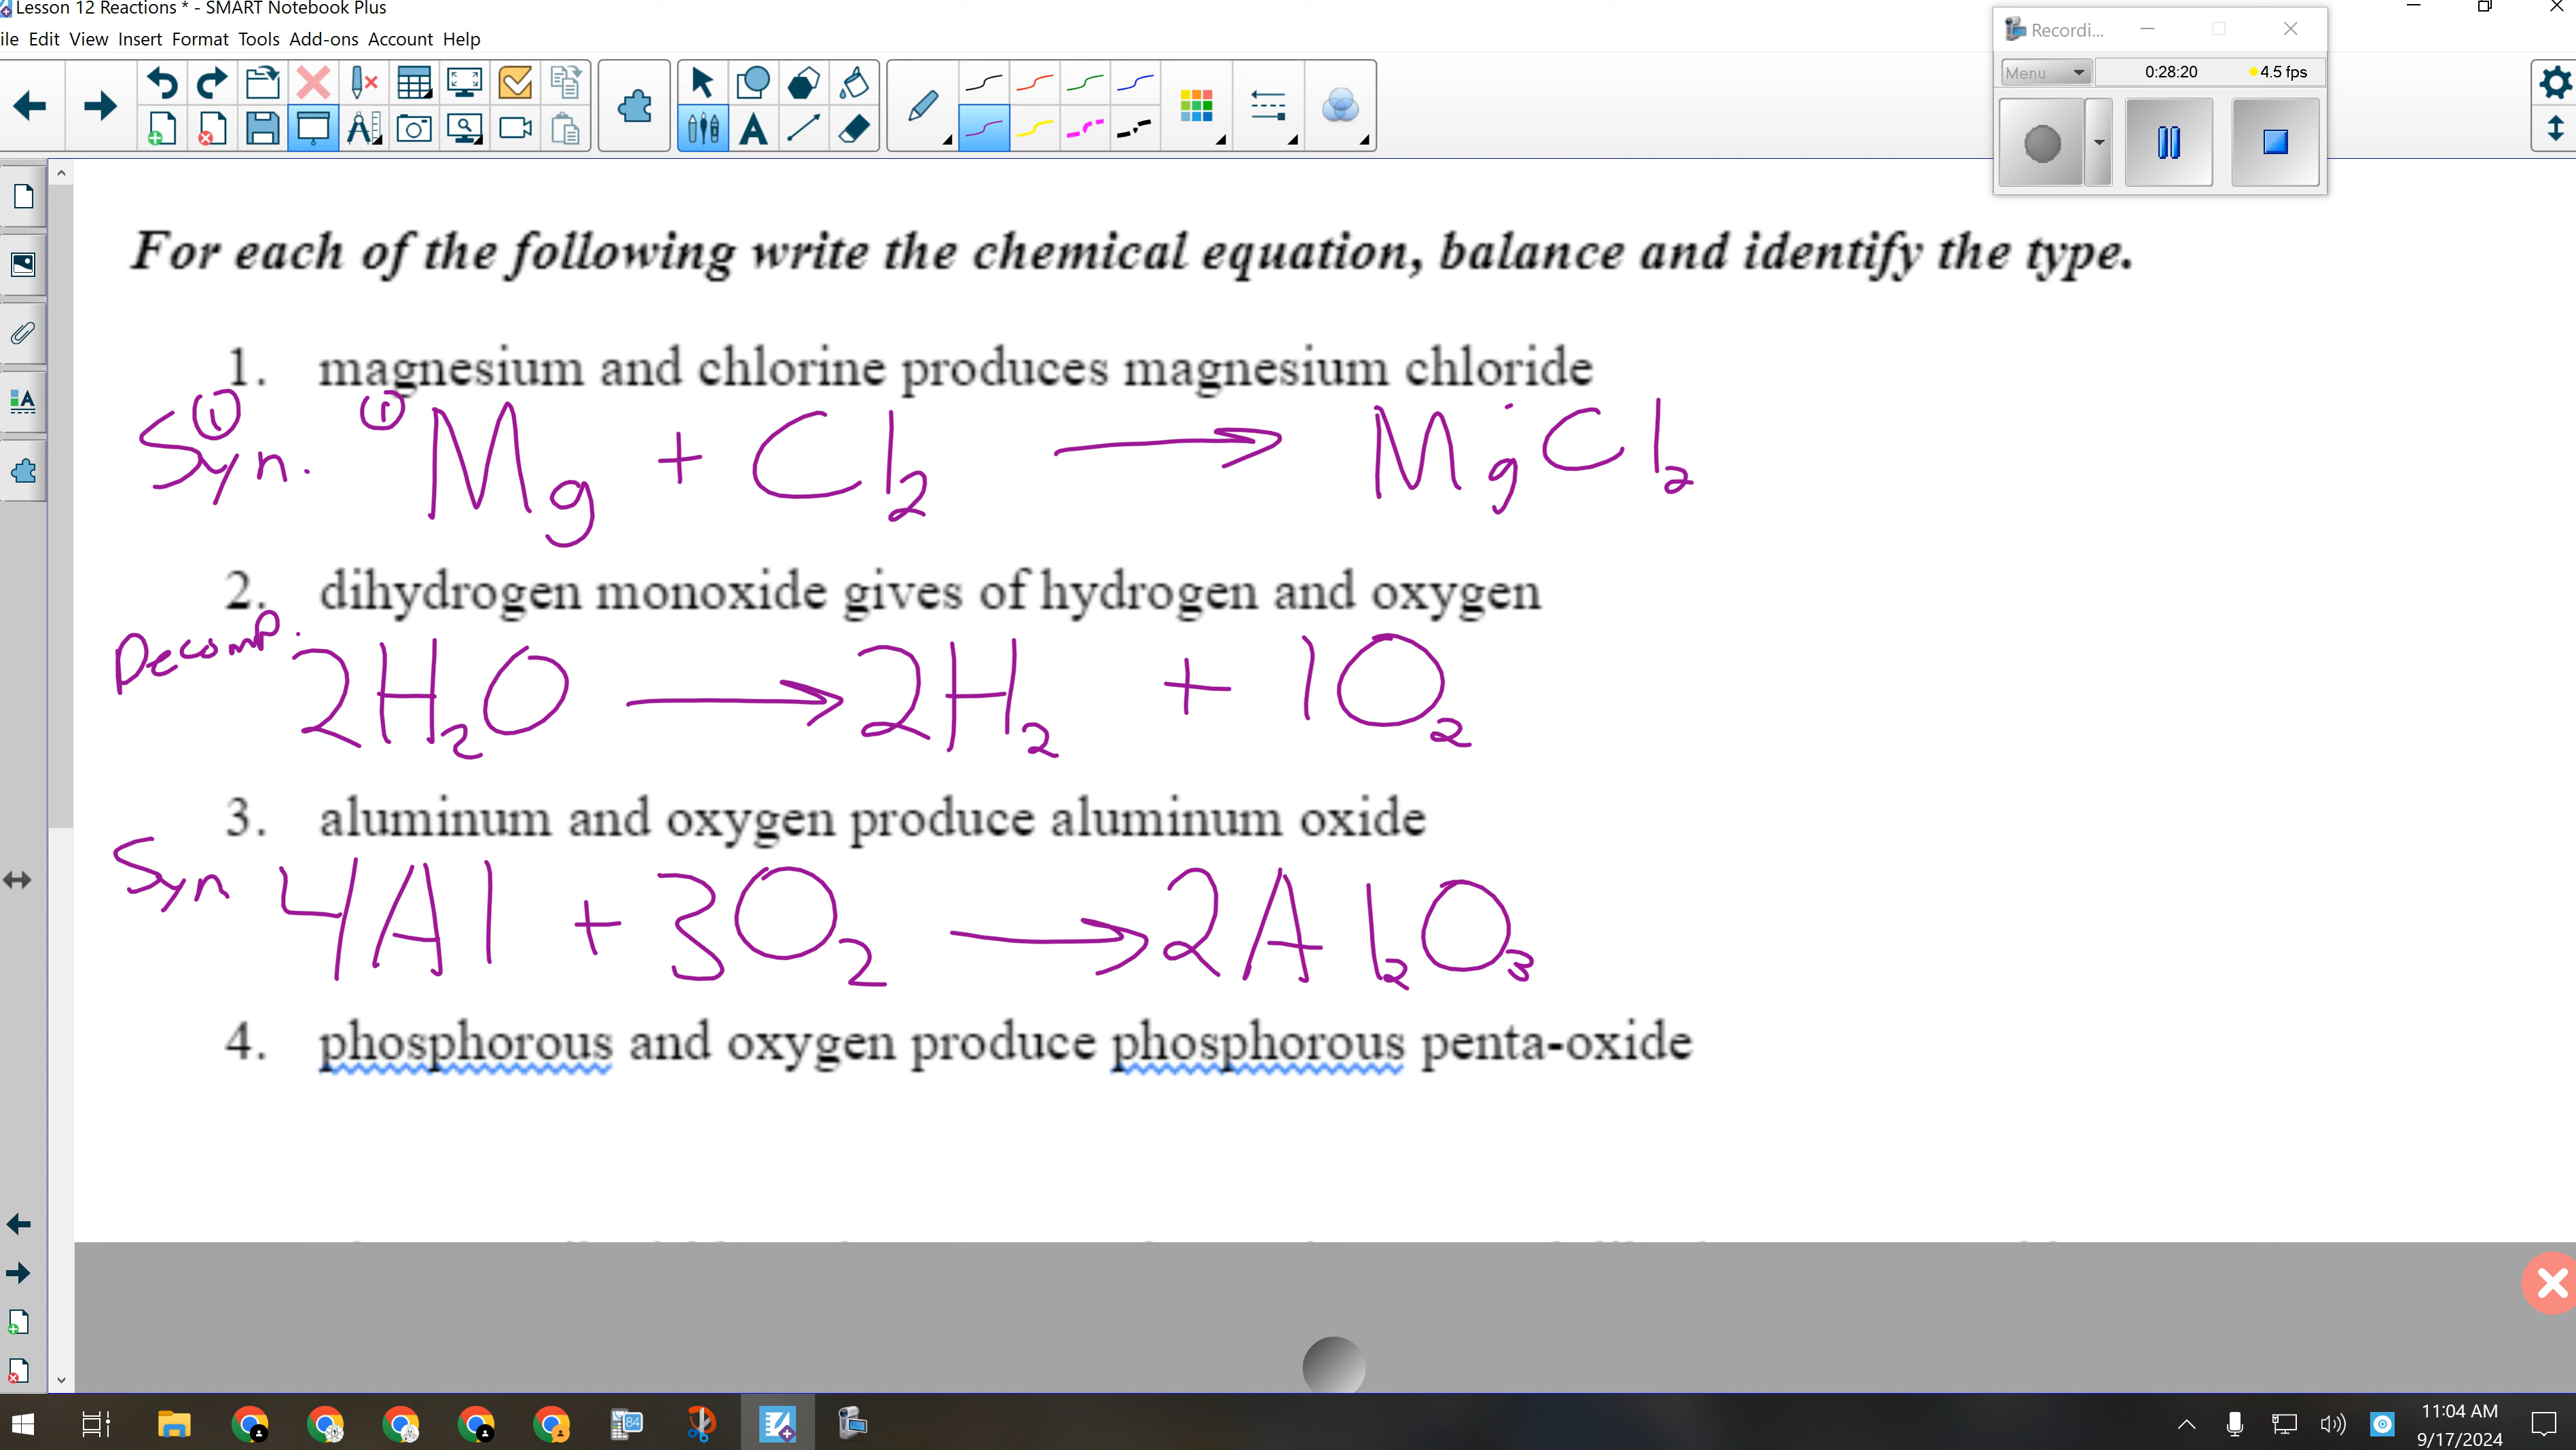 Lesson 12 Reactions * - SMART Notebook Plus
ile Edit View Insert Format Tools Add-ons Account Help
Recordi...
Menu 0:28:20 4.5 fps
For each of the following write the chemical equation, balance and identify the type.
1. magnesium and chlorine produces magnesium chloride
Syn. ① ① Mg + Cl₂ → MgCl₂
2. dihydrogen monoxide gives of hydrogen and oxygen
Decomp. 2H₂O → 2H₂ + 1O₂
3. aluminum and oxygen produce aluminum oxide
Syn 4Al + 3O₂ → 2Al₂O₃
4. phosphorous and oxygen produce phosphorous penta-oxide
84
11:04 AM
9/17/2024